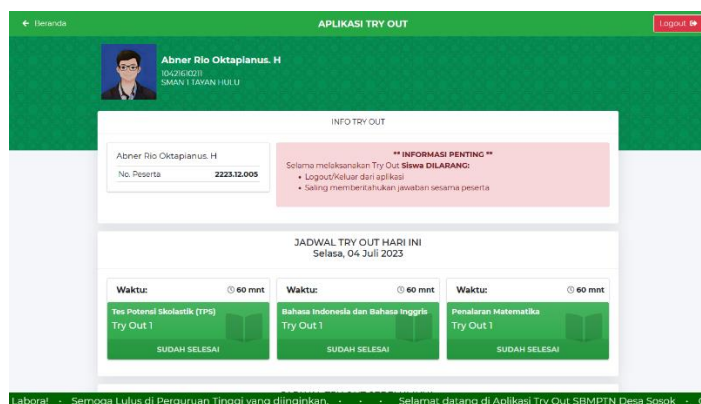 Beranda
APLIKASI TRY OUT
Logout
Abner Rio Oktapianus. H
10421610211
SMAN 1 TAYAN HULU
INFO TRY OUT
Abner Rio Oktapianus. H
No. Peserta 2223.12.005
** INFORMASI PENTING **
Selama melaksanakan Try Out Siswa DILARANG:
• Logout/Keluar dari aplikasi
• Saling memberitahukan jawaban sesama peserta
JADWAL TRY OUT HARI INI
Selasa, 04 Juli 2023
Waktu: 60 mnt
Tes Potensi Skolastik (TPS)
Try Out 1
SUDAH SELESAI
Waktu: 60 mnt
Bahasa Indonesia dan Bahasa Inggris
Try Out 1
SUDAH SELESAI
Waktu: 60 mnt
Penalaran Matematika
Try Out 1
SUDAH SELESAI
Labora! • Semoga Lulus di Perguruan Tinggi yang diinginkan. • • • Selamat datang di Aplikasi Try Out SBMPTN Desa Sosok •